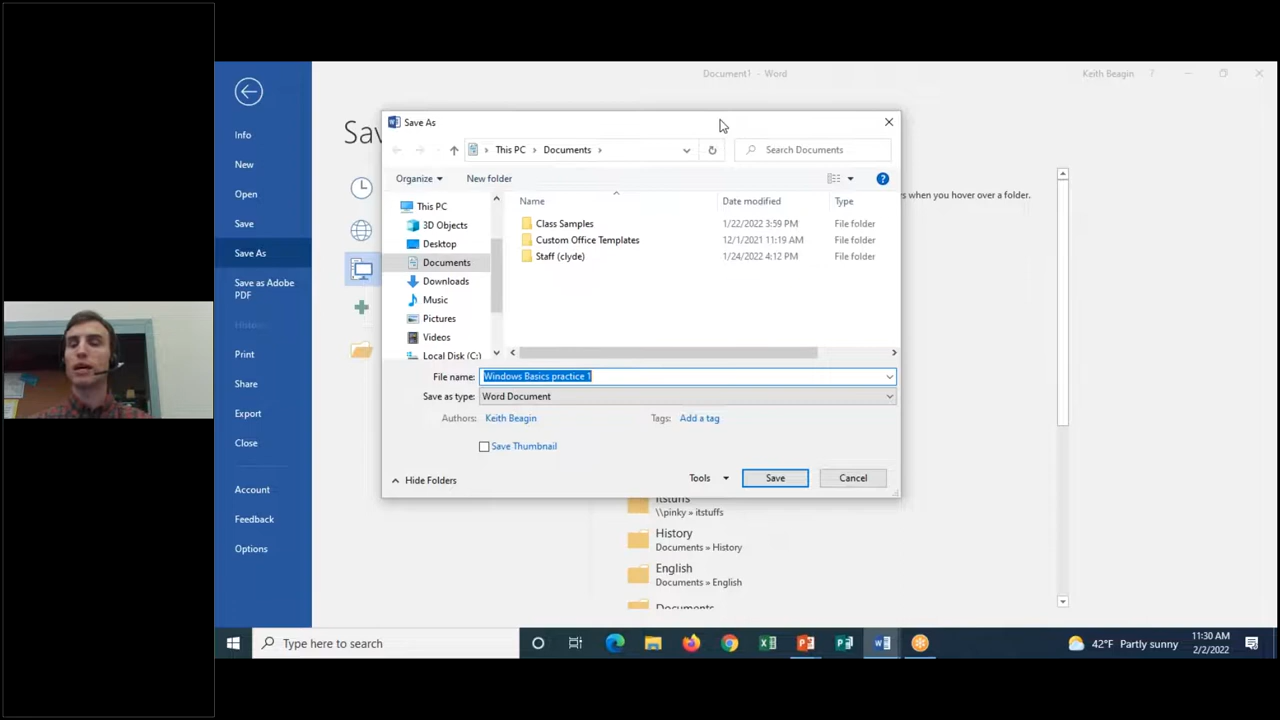 Document1 - Word
Keith Beagin
?
Info
New
Open
Save
Save As
Save as Adobe
PDF
History
Print
Share
Export
Close
Account
Feedback
Options
Sav
s when you hover over a folder.
Save As
This PC > Documents >
Search Documents
Organize
New folder
?
This PC
3D Objects
Desktop
Documents
Downloads
Music
Pictures
Videos
Local Disk (C:)
Name Date modified Type
Class Samples 1/22/2022 3:59 PM File folder
Custom Office Templates 12/1/2021 11:19 AM File folder
Staff (clyde) 1/24/2022 4:12 PM File folder
File name: Windows Basics practice 1
Save as type: Word Document
Authors: Keith Beagin Tags: Add a tag
Save Thumbnail
Hide Folders Tools Save Cancel
itstuffs
\\pinky » itstuffs
History
Documents » History
English
Documents » English
Documents
Type here to search
42°F Partly sunny
11:30 AM
2/2/2022